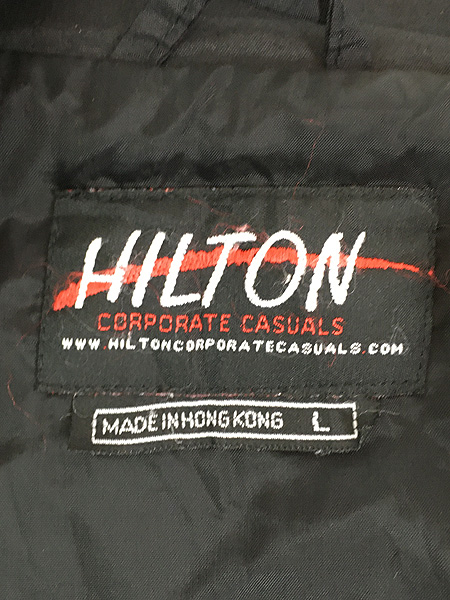 HILTON
CORPORATE CASUALS
WWW.HILTONCORPORATECASUALS.COM
MADE IN HONG KONG L